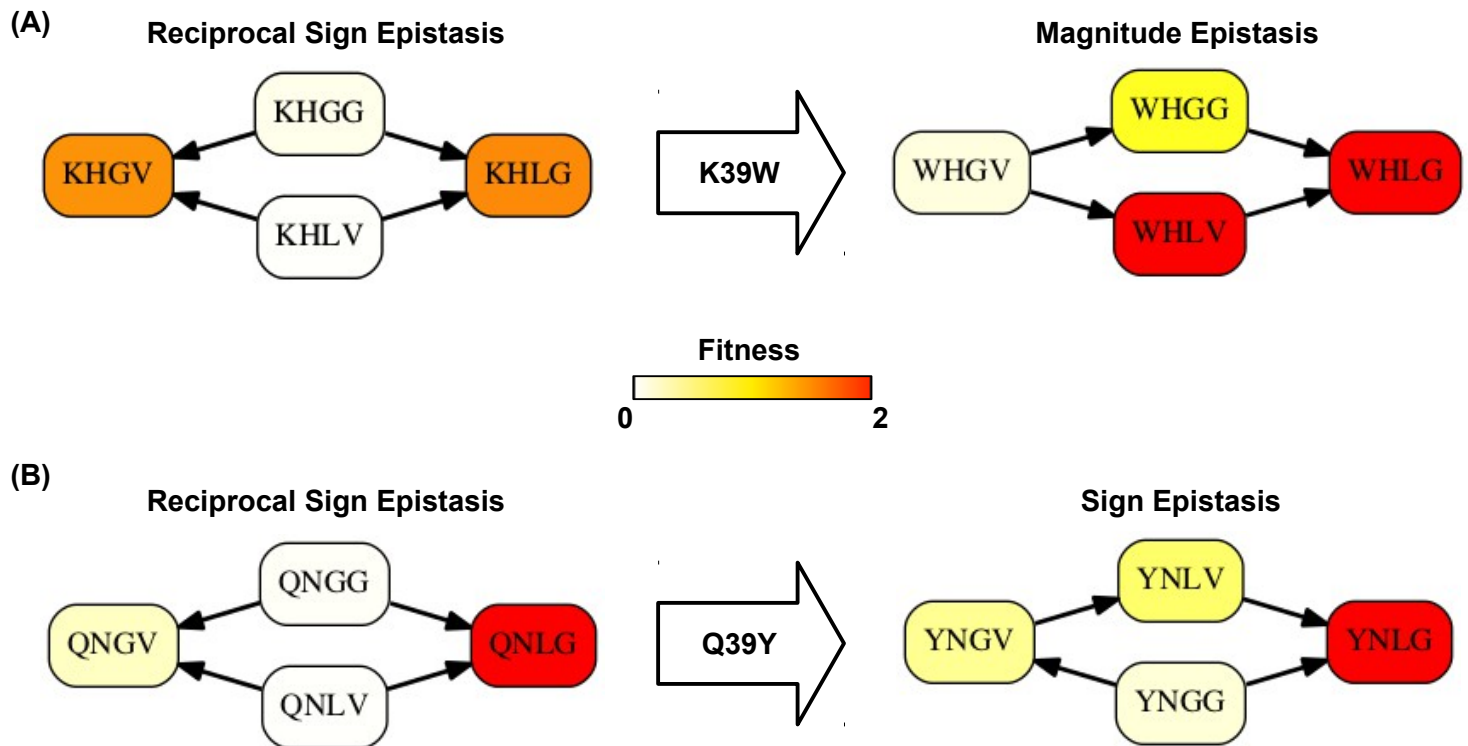 (A)
Reciprocal Sign Epistasis
Magnitude Epistasis
KHGG
KHGV
KHLG
KHLV
K39W
WHGG
WHGV
WHLG
WHLV
Fitness
0
2
(B)
Reciprocal Sign Epistasis
Sign Epistasis
QNGG
QNGV
QNLG
QNLV
Q39Y
YNLV
YNGV
YNLG
YNGG